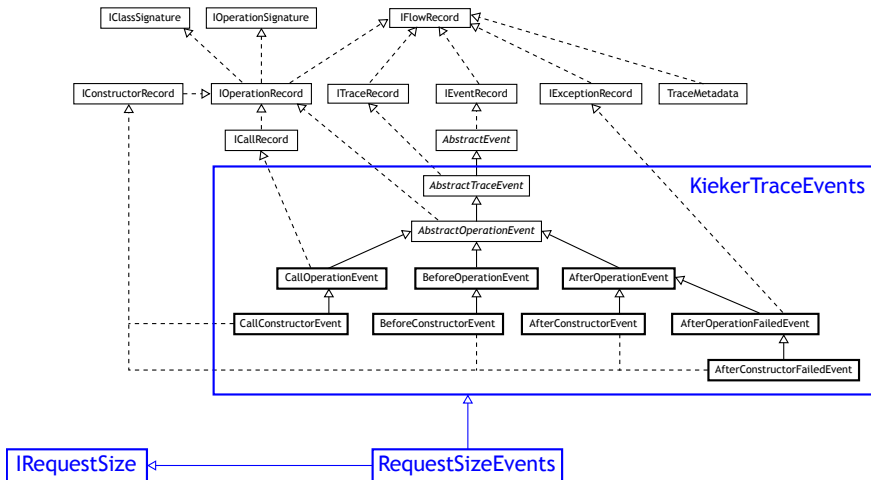 IClassSignature
IOperationSignature
IFlowRecord
IConstructorRecord
IOperationRecord
ITraceRecord
IEventRecord
IExceptionRecord
TraceMetadata
ICallRecord
AbstractEvent
AbstractTraceEvent
KiekerTraceEvents
AbstractOperationEvent
CallOperationEvent
BeforeOperationEvent
AfterOperationEvent
CallConstructorEvent
BeforeConstructorEvent
AfterConstructorEvent
AfterOperationFailedEvent
AfterConstructorFailedEvent
IRequestSize
RequestSizeEvents